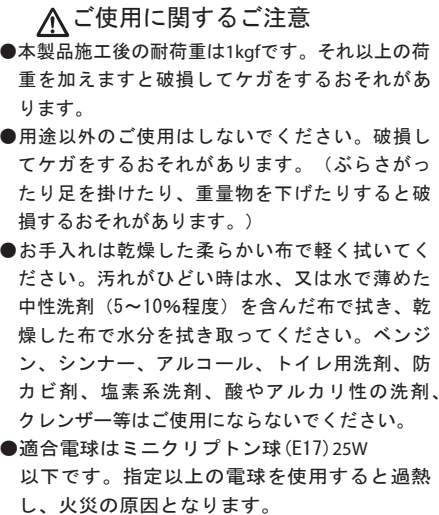 ⚠ご使用に関するご注意
●本製品施工後の耐荷重は1kgfです。それ以上の荷
重を加えますと破損してケガをするおそれがあ
ります。
●用途以外のご使用はしないでください。破損し
てケガをするおそれがあります。（ぶらさがっ
たり足を掛けたり、重量物を下げたりすると破
損するおそれがあります。）
●お手入れは乾燥した柔らかい布で軽く拭いてく
ださい。汚れがひどい時は水、又は水で薄めた
中性洗剤（5〜10%程度）を含んだ布で拭き、乾
燥した布で水分を拭き取ってください。ベンジ
ン、シンナー、アルコール、トイレ用洗剤、防
カビ剤、塩素系洗剤、酸やアルカリ性の洗剤、
クレンザー等はご使用にならないでください。
●適合電球はミニクリプトン球(E17)25W
以下です。指定以上の電球を使用すると過熱
し、火災の原因となります。